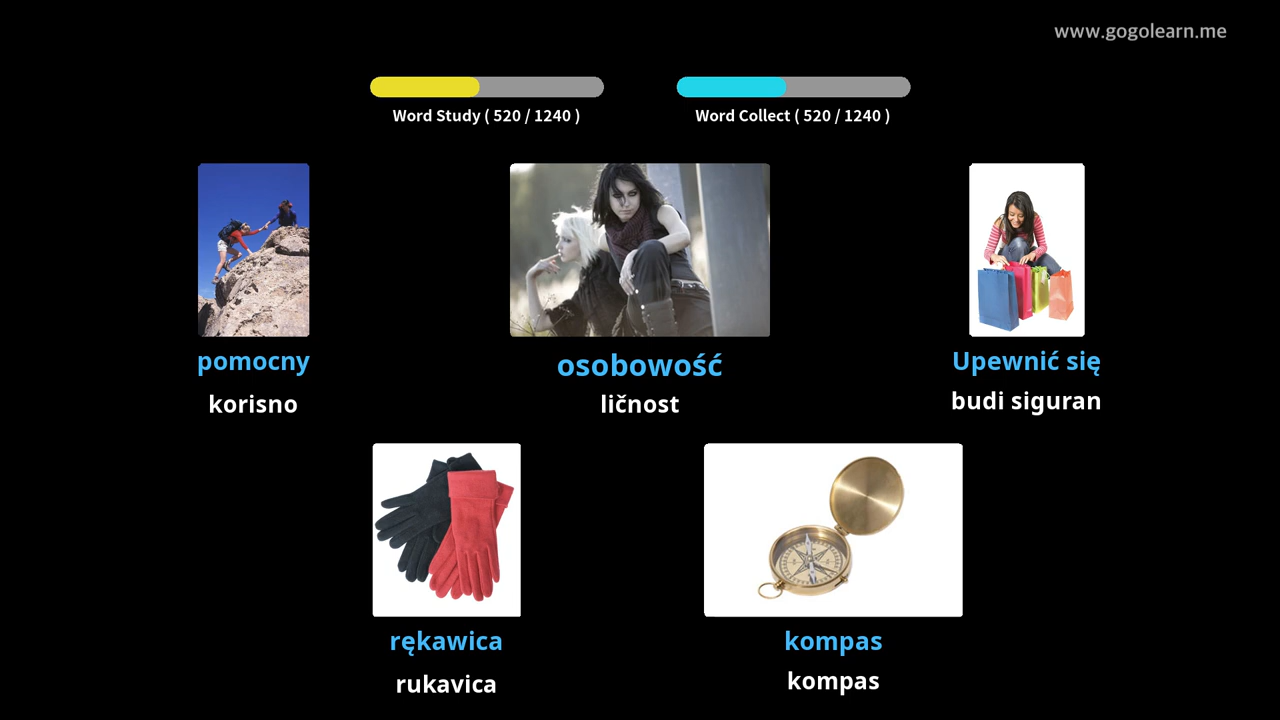 www.gogolearn.me
Word Study ( 520 / 1240 )
Word Collect ( 520 / 1240 )
pomocny
korisno
osobowość
ličnost
Upewnić się
budi siguran
rękawica
rukavica
kompas
kompas